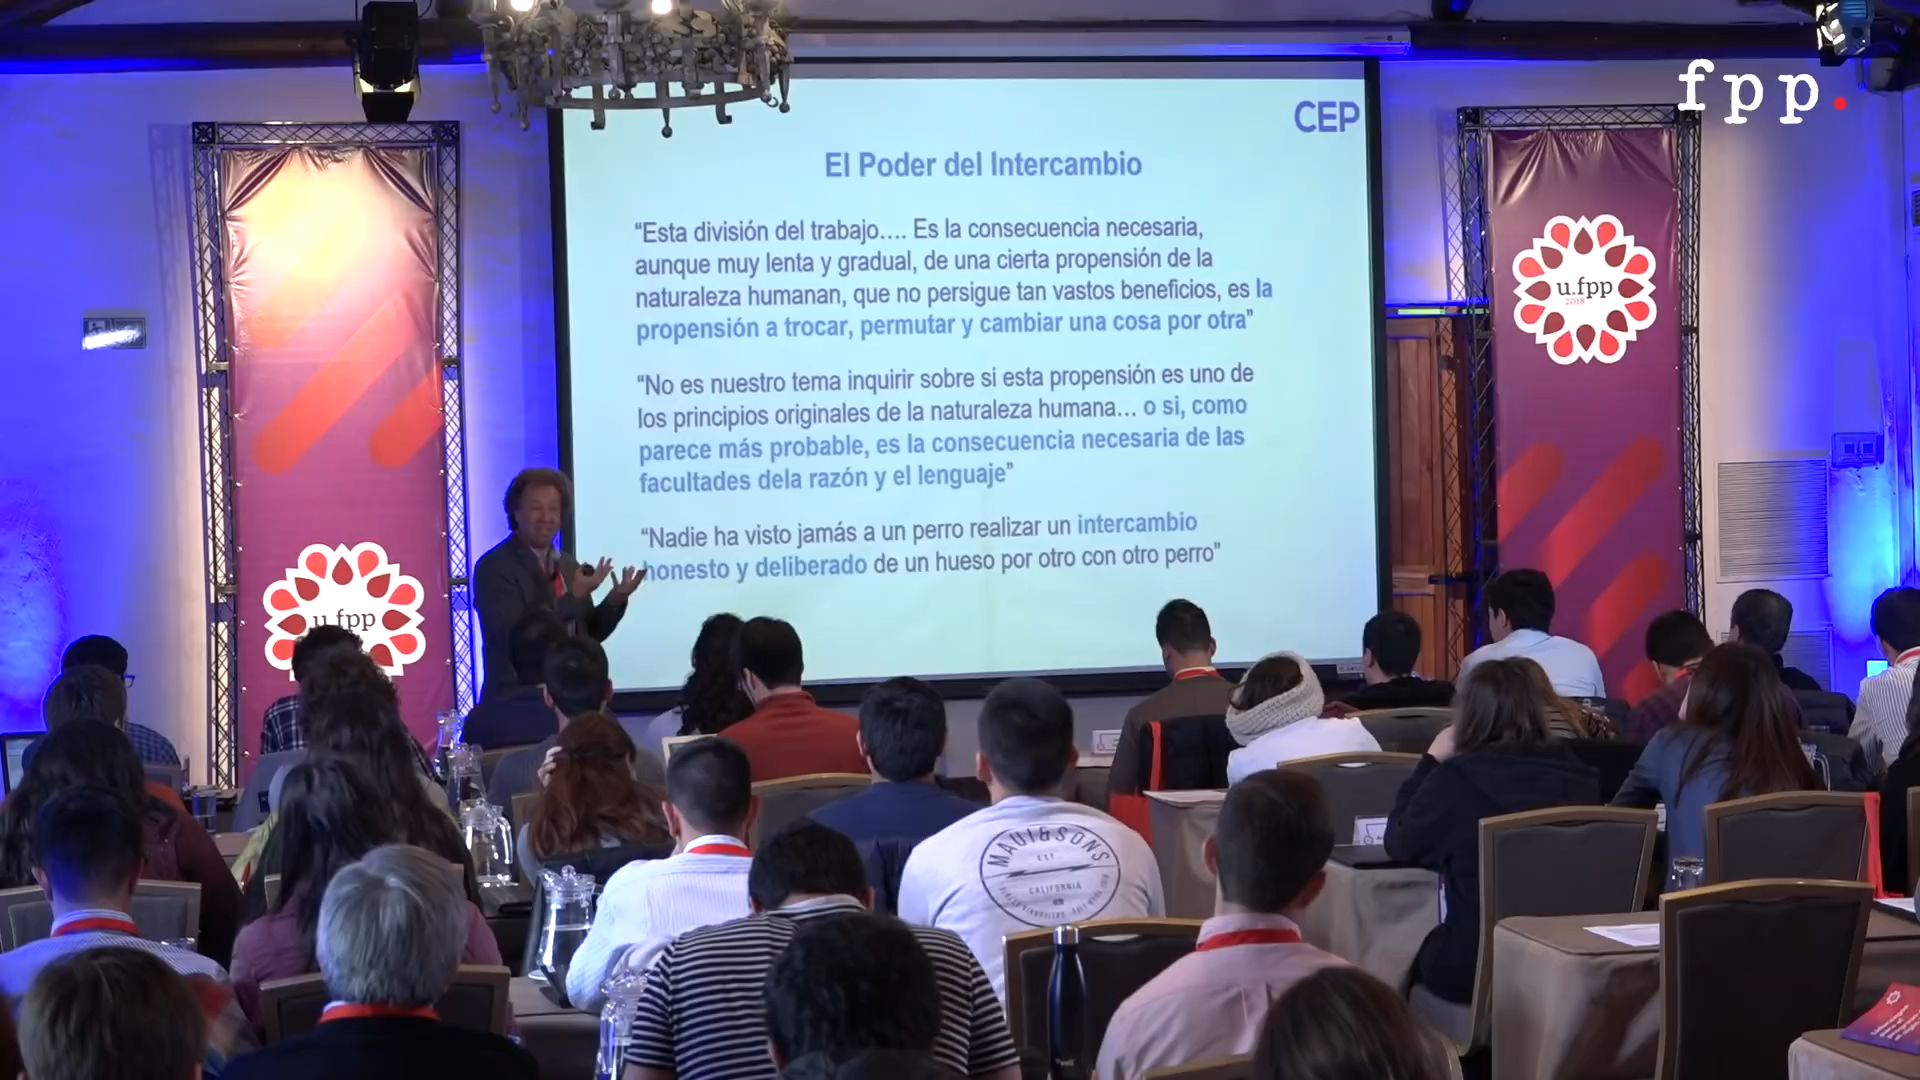 fpp.
CEP
El Poder del Intercambio
“Esta división del trabajo…. Es la consecuencia necesaria,
aunque muy lenta y gradual, de una cierta propensión de la
naturaleza humanan, que no persigue tan vastos beneficios, es la
propensión a trocar, permutar y cambiar una cosa por otra”
“No es nuestro tema inquirir sobre si esta propensión es uno de
los principios originales de la naturaleza humana… o si, como
parece más probable, es la consecuencia necesaria de las
facultades dela razón y el lenguaje”
“Nadie ha visto jamás a un perro realizar un intercambio
honesto y deliberado de un hueso por otro con otro perro”
u.fpp
2018
u.fpp
MAUI&SONS
EST
CALIFORNIA